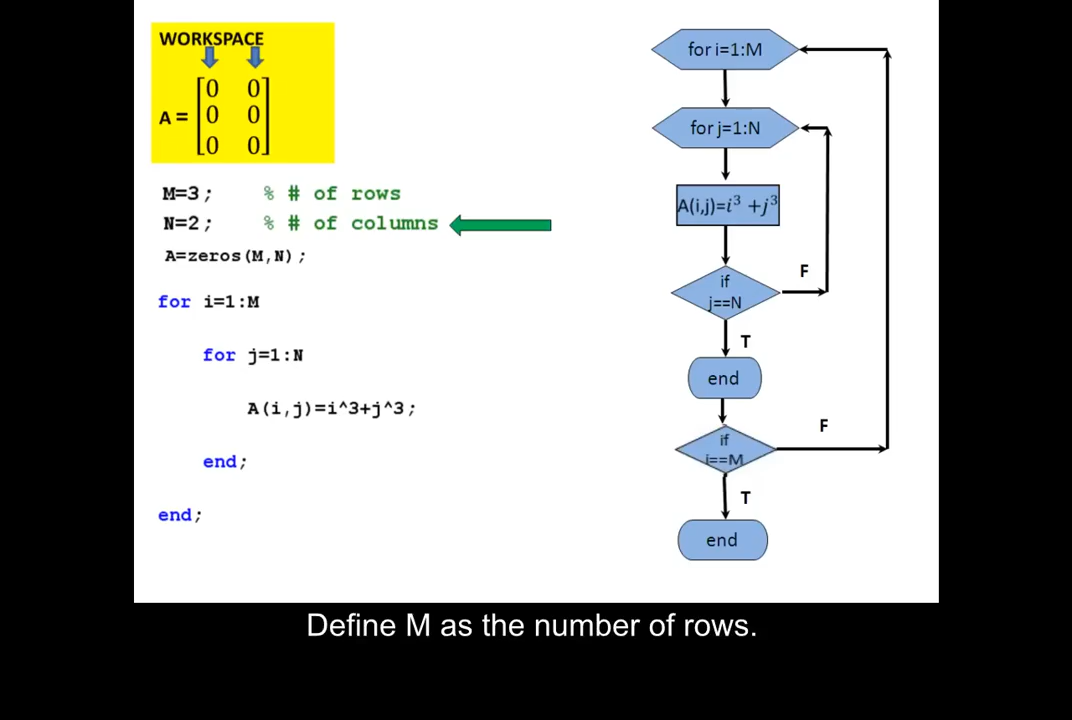 WORKSPACE
A = [0 0
0 0
0 0]
M=3; % # of rows
N=2; % # of columns
A=zeros(M,N);
for i=1:M
for j=1:N
A(i,j)=i^3+j^3;
end;
end;
for i=1:M
for j=1:N
A(i,j)=i³ +j³
if
j==N
F
T
end
if
i==M
F
T
end
Define M as the number of rows.